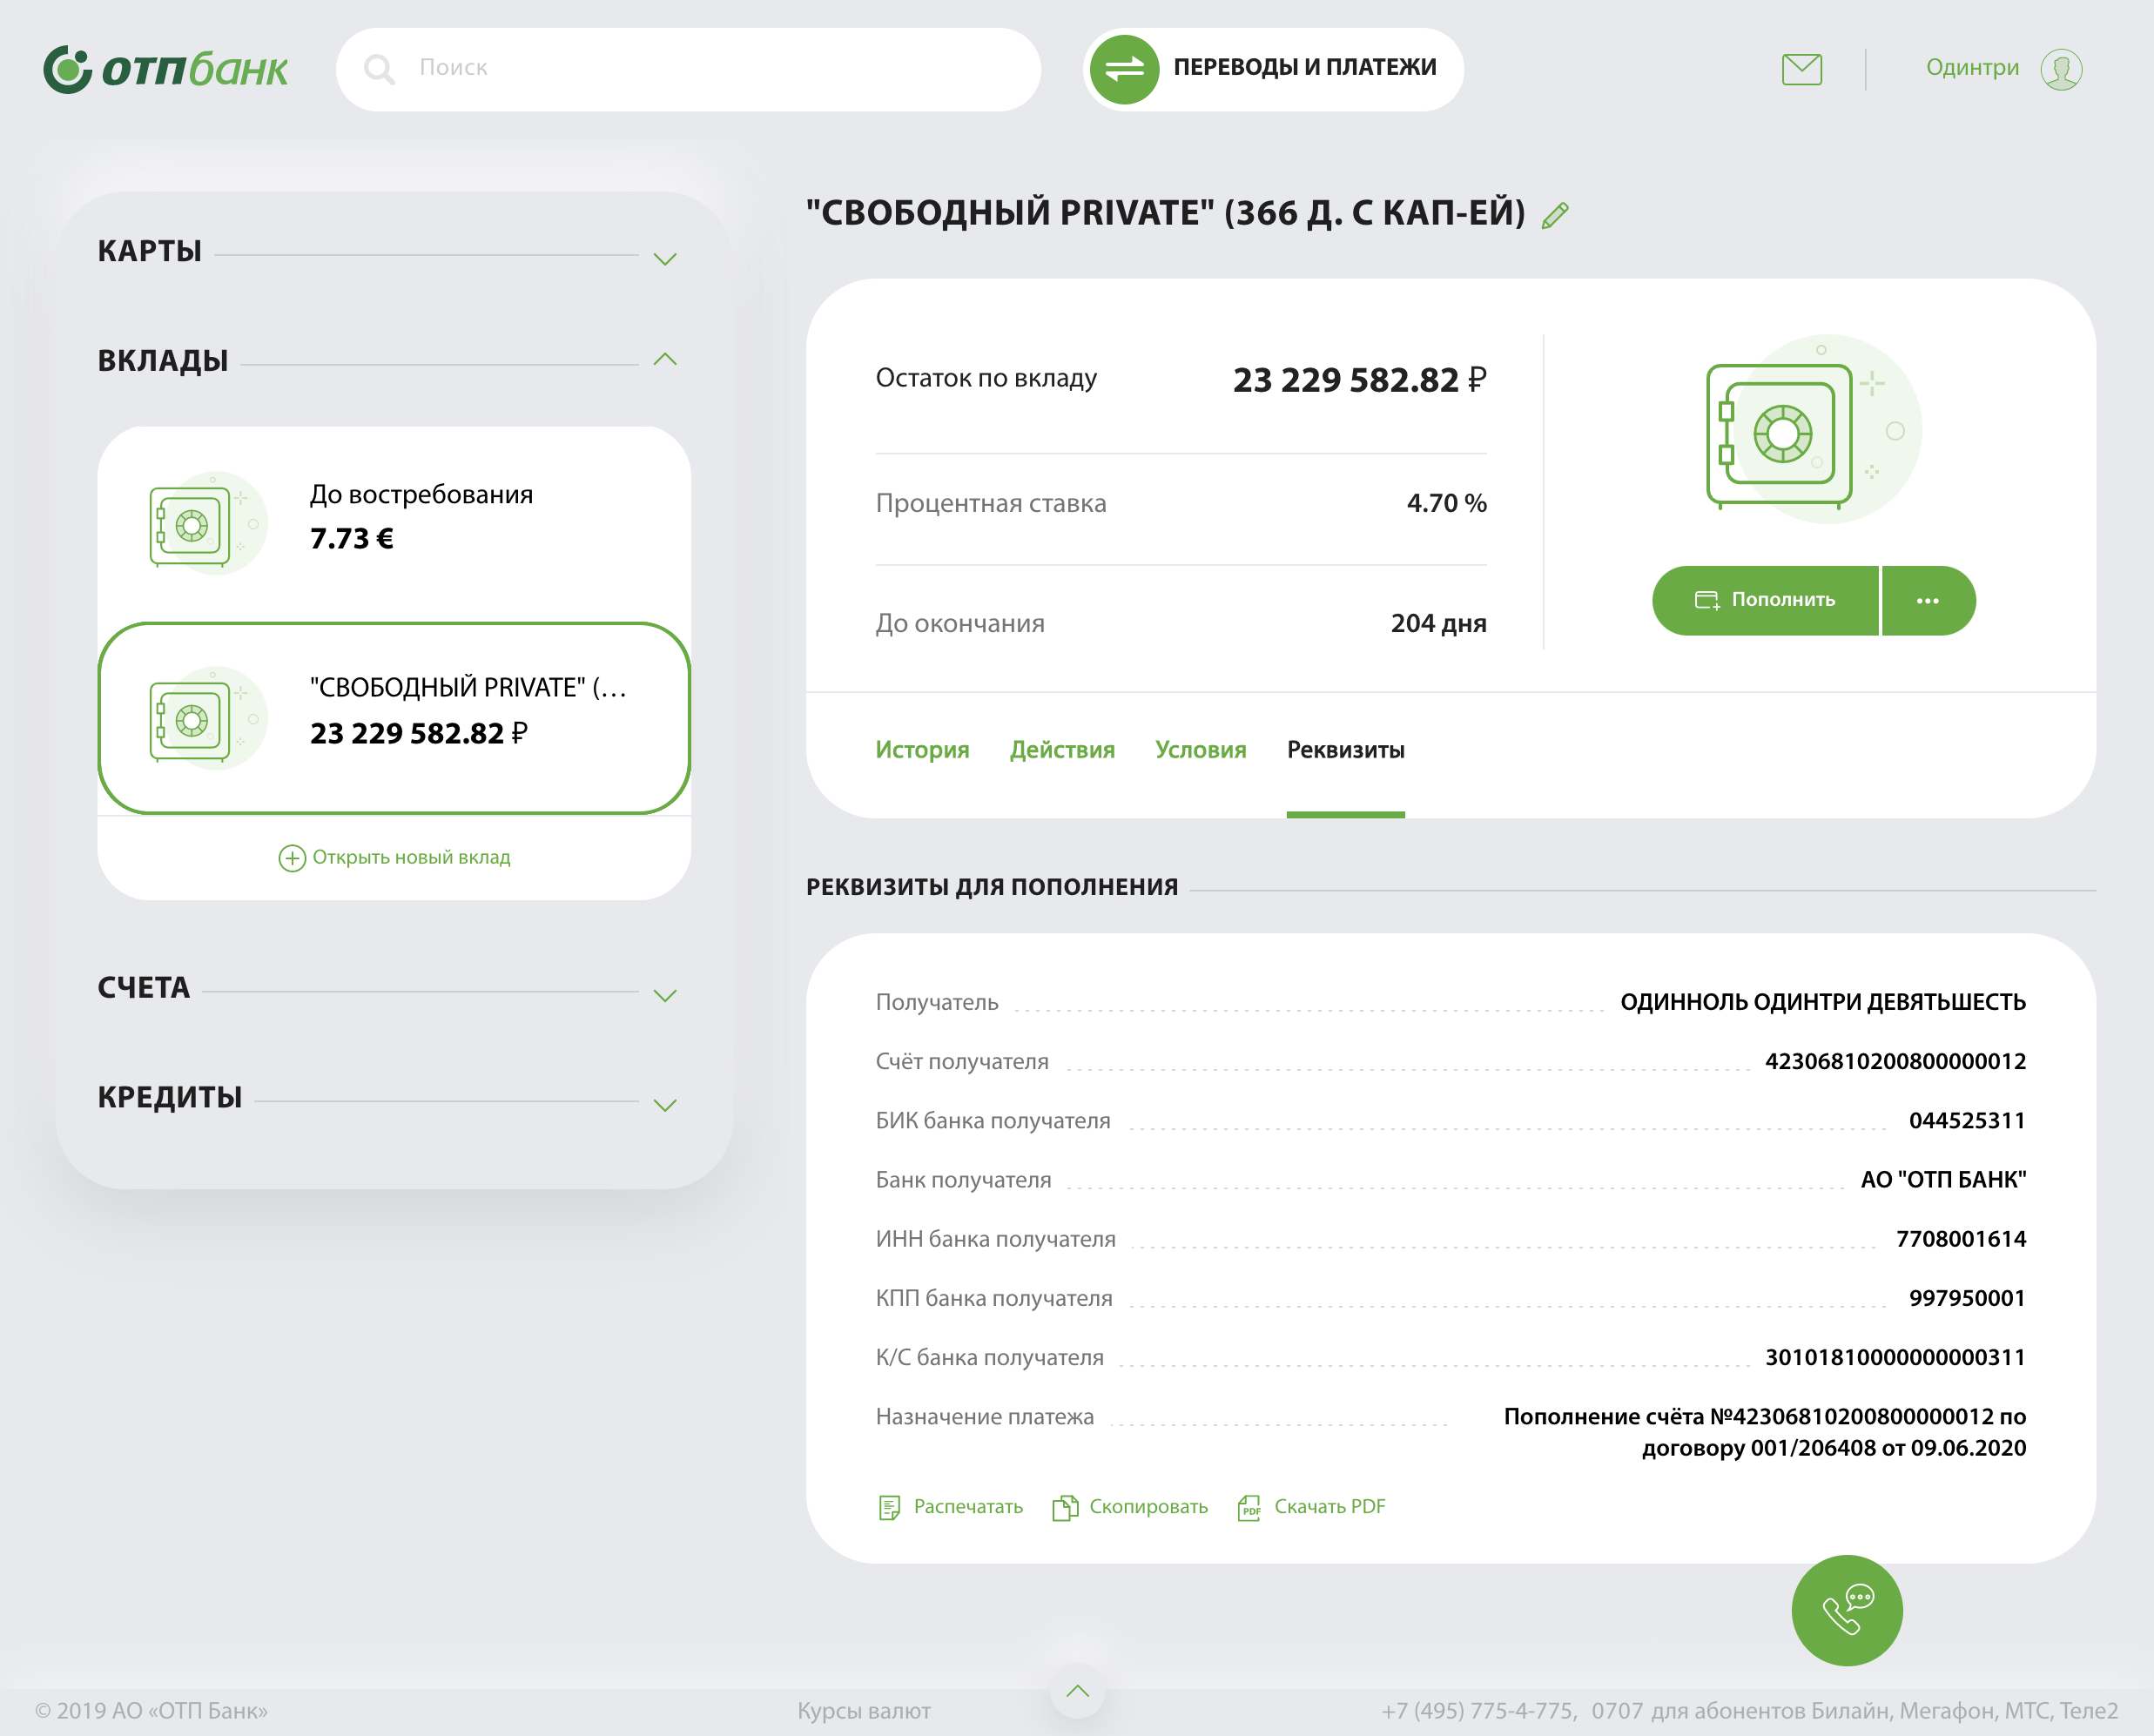 отпбанк
Поиск
ПЕРЕВОДЫ И ПЛАТЕЖИ
Одинтри
КАРТЫ
ВКЛАДЫ
До востребования
7.73 €
"СВОБОДНЫЙ PRIVATE" (...
23 229 582.82 ₽
Открыть новый вклад
СЧЕТА
КРЕДИТЫ
"СВОБОДНЫЙ PRIVATE" (366 Д. С КАП-ЕЙ)
Остаток по вкладу 23 229 582.82 ₽
Процентная ставка 4.70 %
До окончания 204 дня
Пополнить
История Действия Условия Реквизиты
РЕКВИЗИТЫ ДЛЯ ПОПОЛНЕНИЯ
Получатель ОДИННОЛЬ ОДИНТРИ ДЕВЯТЬШЕСТЬ
Счёт получателя 42306810200800000012
БИК банка получателя 044525311
Банк получателя АО "ОТП БАНК"
ИНН банка получателя 7708001614
КПП банка получателя 997950001
К/С банка получателя 30101810000000000311
Назначение платежа Пополнение счёта №42306810200800000012 по
договору 001/206408 от 09.06.2020
Распечатать Скопировать PDF Скачать PDF
© 2019 АО «ОТП Банк» Курсы валют +7 (495) 775-4-775, 0707 для абонентов Билайн, Мегафон, МТС, Теле2